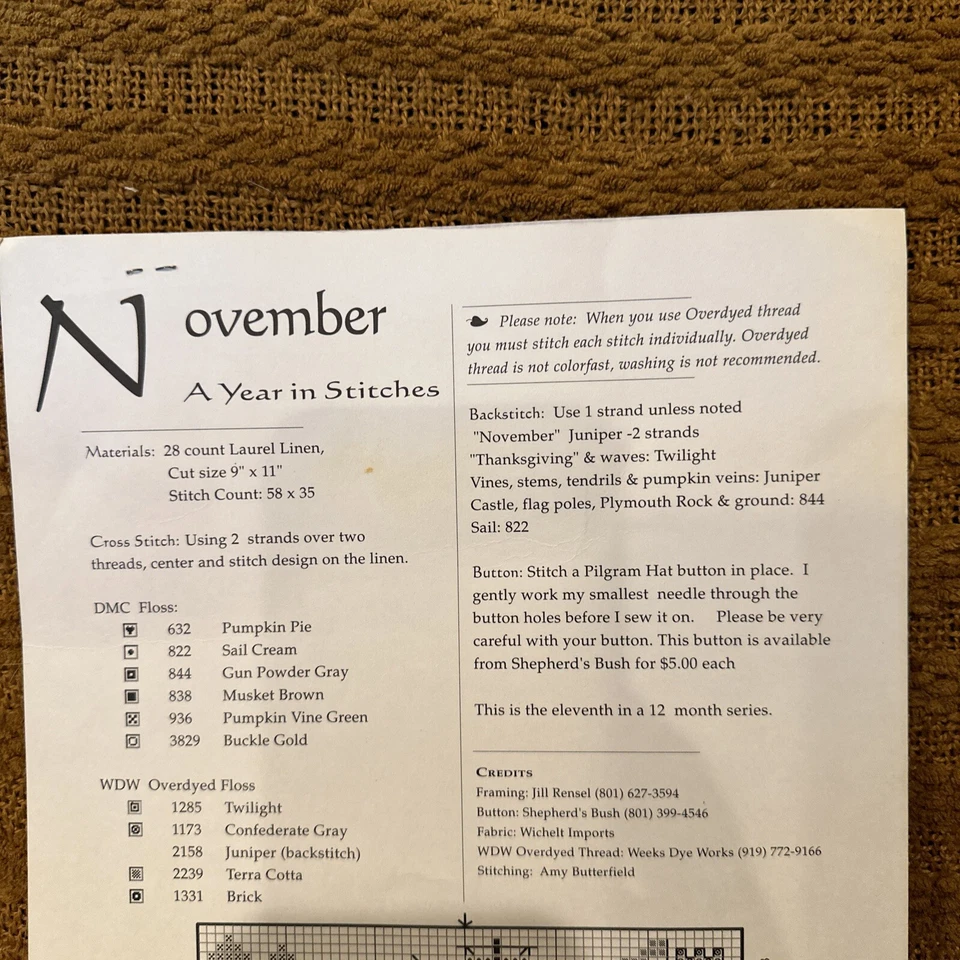 November
A Year in Stitches
Materials: 28 count Laurel Linen,
Cut size 9" x 11"
Stitch Count: 58 x 35
Cross Stitch: Using 2 strands over two
threads, center and stitch design on the linen.
DMC Floss:
632 Pumpkin Pie
822 Sail Cream
844 Gun Powder Gray
838 Musket Brown
936 Pumpkin Vine Green
3829 Buckle Gold
WDW Overdyed Floss
1285 Twilight
1173 Confederate Gray
2158 Juniper (backstitch)
2239 Terra Cotta
1331 Brick
Please note: When you use Overdyed thread
you must stitch each stitch individually. Overdyed
thread is not colorfast, washing is not recommended.
Backstitch: Use 1 strand unless noted
"November" Juniper -2 strands
"Thanksgiving" & waves: Twilight
Vines, stems, tendrils & pumpkin veins: Juniper
Castle, flag poles, Plymouth Rock & ground: 844
Sail: 822
Button: Stitch a Pilgram Hat button in place. I
gently work my smallest needle through the
button holes before I sew it on. Please be very
careful with your button. This button is available
from Shepherd's Bush for $5.00 each
This is the eleventh in a 12 month series.
CREDITS
Framing: Jill Rensel (801) 627-3594
Button: Shepherd's Bush (801) 399-4546
Fabric: Wichelt Imports
WDW Overdyed Thread: Weeks Dye Works (919) 772-9166
Stitching: Amy Butterfield